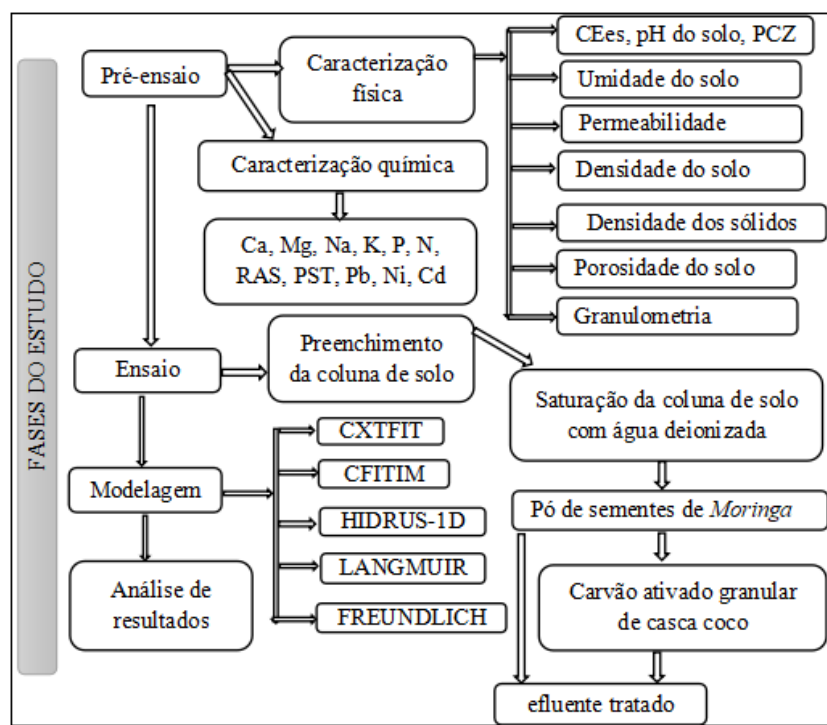 FASES DO ESTUDO
Pré-ensaio
Caracterização
física
CEes, pH do solo, PCZ
Umidade do solo
Permeabilidade
Densidade do solo
Densidade dos sólidos
Porosidade do solo
Granulometria
Caracterização química
Ca, Mg, Na, K, P, N,
RAS, PST, Pb, Ni, Cd
Ensaio
Preenchimento
da coluna de solo
Saturação da coluna de solo
com água deionizada
Pó de sementes de Moringa
Carvão ativado granular
de casca coco
efluente tratado
Modelagem
CXTFIT
CFITIM
HIDRUS-1D
LANGMUIR
FREUNDLICH
Análise de
resultados